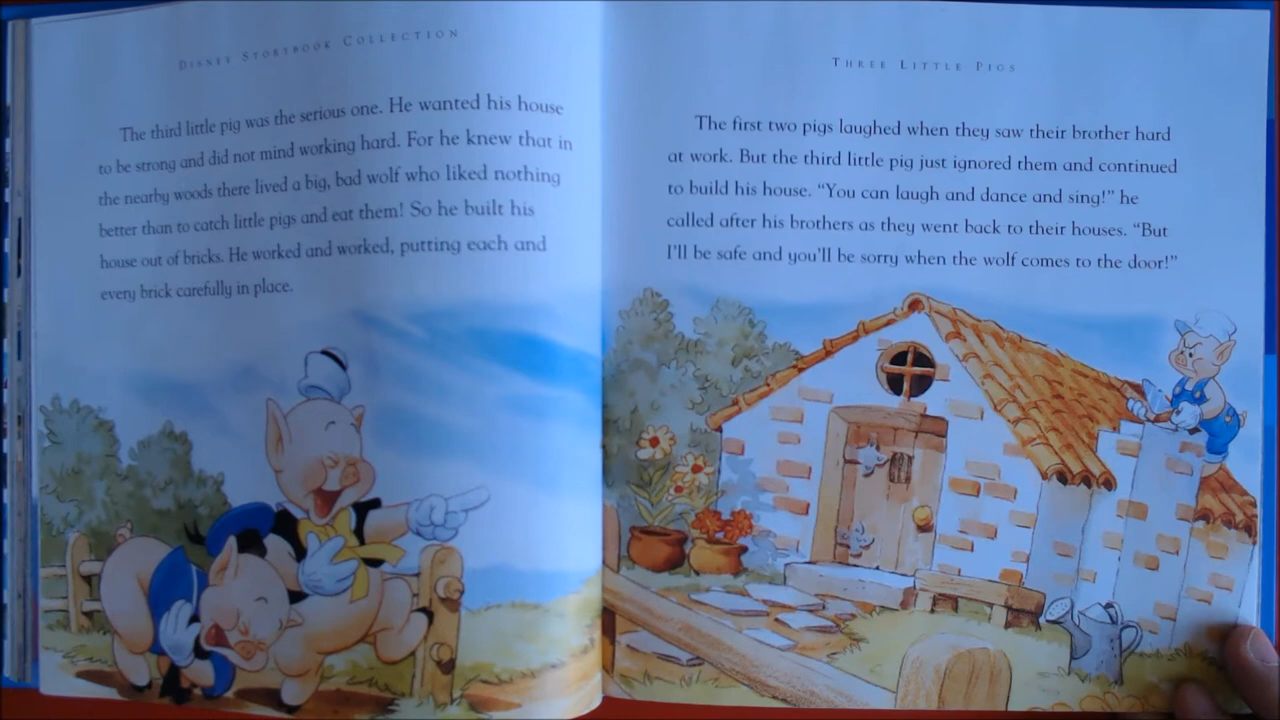 DISNEY STORYBOOK COLLECTION
The third little pig was the serious one. He wanted his house
to be strong and did not mind working hard. For he knew that in
the nearby woods there lived a big, bad wolf who liked nothing
better than to catch little pigs and eat them! So he built his
house out of bricks. He worked and worked, putting each and
every brick carefully in place.
THREE LITTLE PIGS
The first two pigs laughed when they saw their brother hard
at work. But the third little pig just ignored them and continued
to build his house. “You can laugh and dance and sing!” he
called after his brothers as they went back to their houses. “But
I’ll be safe and you’ll be sorry when the wolf comes to the door!”